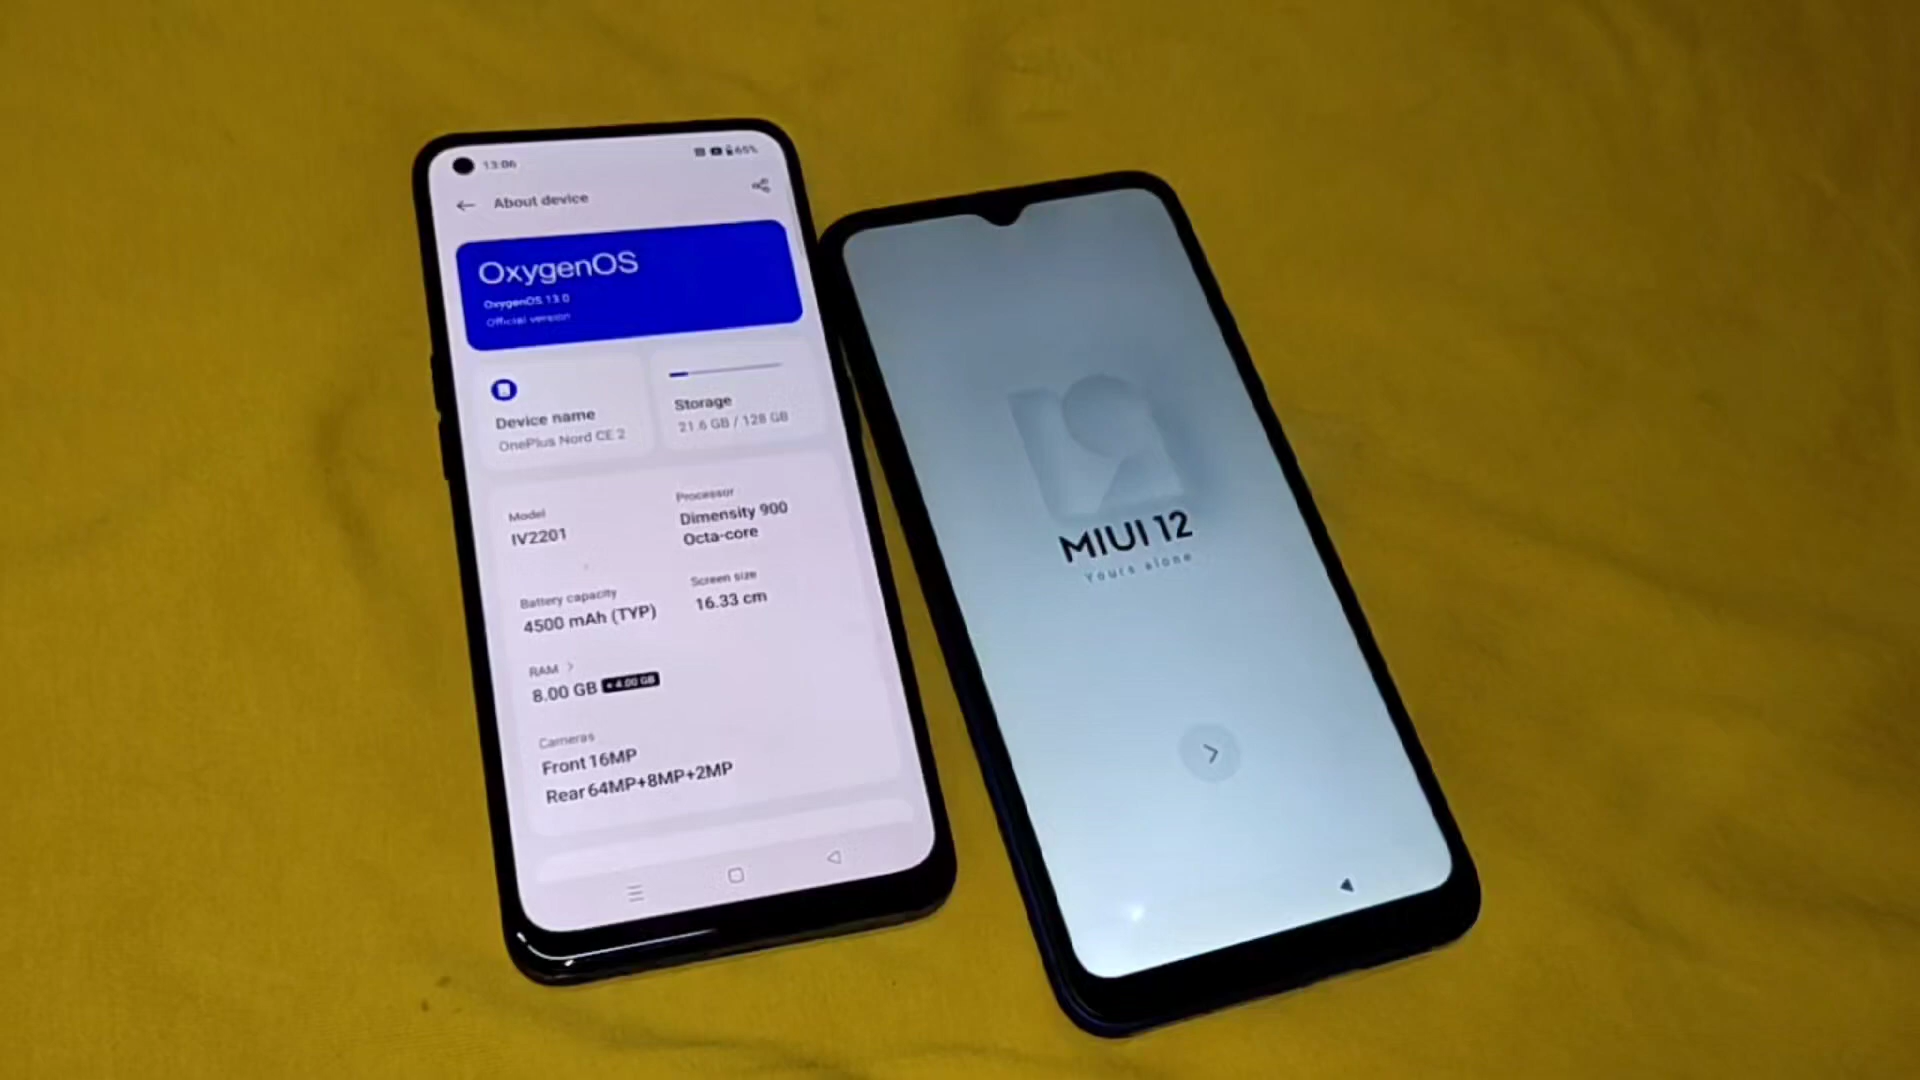 13:06
65%
About device
OxygenOS
OxygenOS 13.0
Official version
Device name
OnePlus Nord CE 2
Storage
21.6 GB / 128 GB
Model
IV2201
Processor
Dimensity 900
Octa-core
Battery capacity
4500 mAh (TYP)
Screen size
16.33 cm
RAM
8.00 GB + 4.00 GB
Cameras
Front 16MP
Rear 64MP+8MP+2MP
MIUI 12
Yours alone